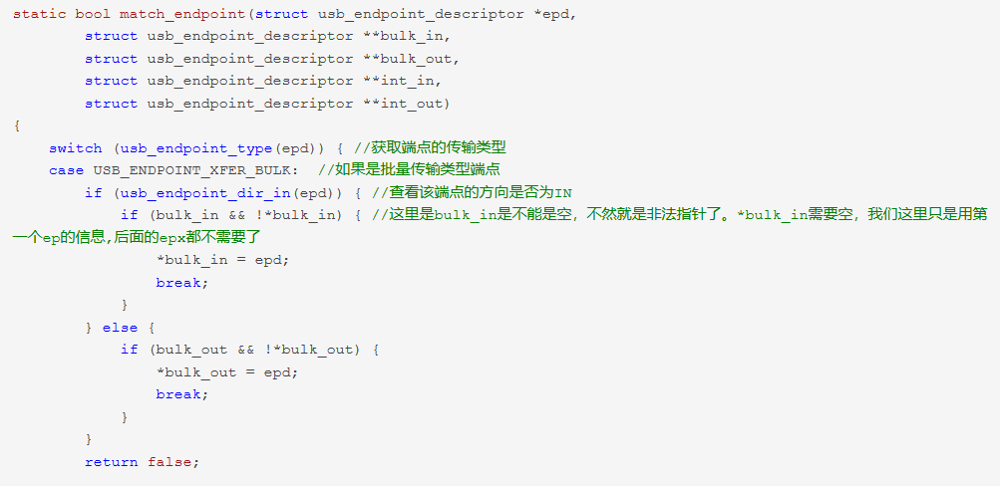 static bool match_endpoint(struct usb_endpoint_descriptor *epd,
        struct usb_endpoint_descriptor **bulk_in,
        struct usb_endpoint_descriptor **bulk_out,
        struct usb_endpoint_descriptor **int_in,
        struct usb_endpoint_descriptor **int_out)
{
    switch (usb_endpoint_type(epd)) { //获取端点的传输类型
    case USB_ENDPOINT_XFER_BULK:  //如果是批量传输类型端点
        if (usb_endpoint_dir_in(epd)) { //查看该端点的方向是否为IN
            if (bulk_in && !*bulk_in) { //这里是bulk_in是不能是空，不然就是非法指针了。*bulk_in需要空，我们这里只是用第
一个ep的信息,后面的epx都不需要了
                *bulk_in = epd;
                break;
            }
        } else {
            if (bulk_out && !*bulk_out) {
                *bulk_out = epd;
                break;
            }
        }
        return false;